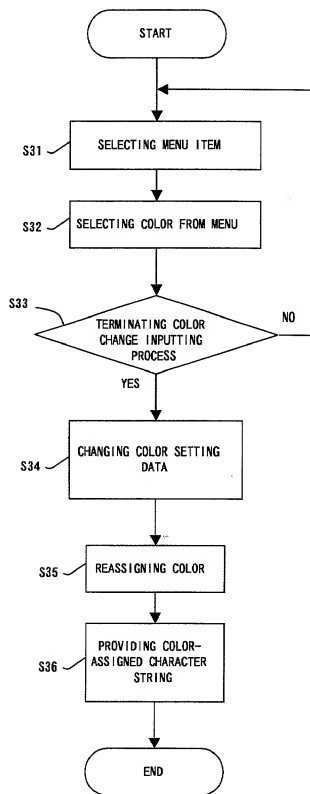 START
S31
SELECTING MENU ITEM
S32
SELECTING COLOR FROM MENU
S33
TERMINATING COLOR
CHANGE INPUTTING
PROCESS
NO
YES
S34
CHANGING COLOR SETTING
DATA
S35
REASSIGNING COLOR
S36
PROVIDING COLOR-
ASSIGNED CHARACTER
STRING
END